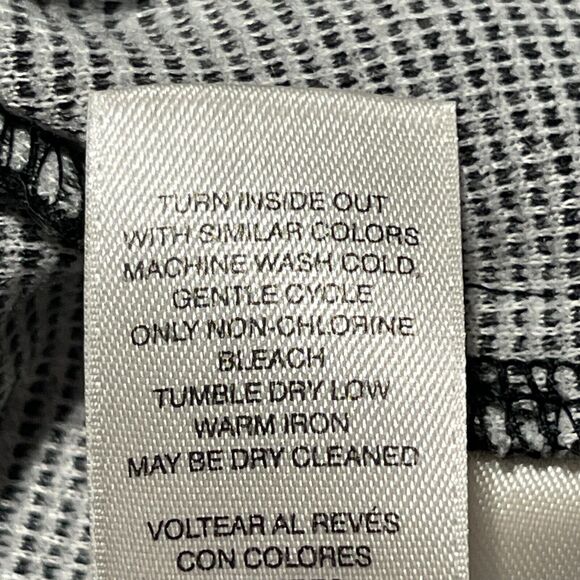 TURN INSIDE OUT
WITH SIMILAR COLORS
MACHINE WASH COLD,
GENTLE CYCLE
ONLY NON-CHLORINE
BLEACH
TUMBLE DRY LOW
WARM IRON
MAY BE DRY CLEANED
VOLTEAR AL REVÉS
CON COLORES